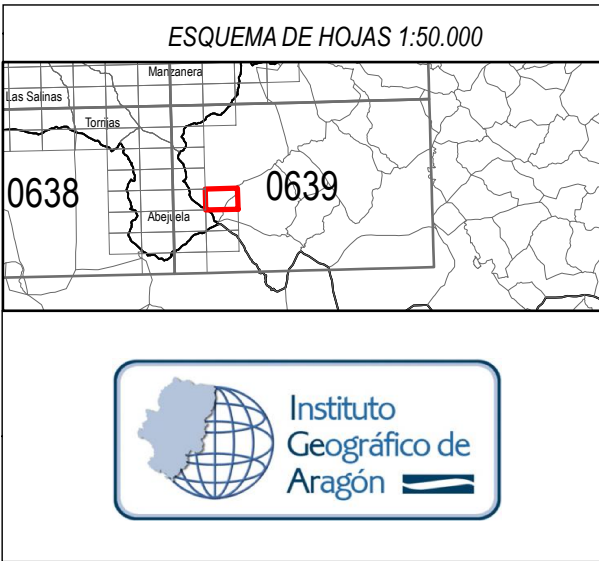 ESQUEMA DE HOJAS 1:50.000
Manzanera
Las Salinas
Torrijas
0638
0639
Abejuela
Instituto
Geográfico de
Aragón